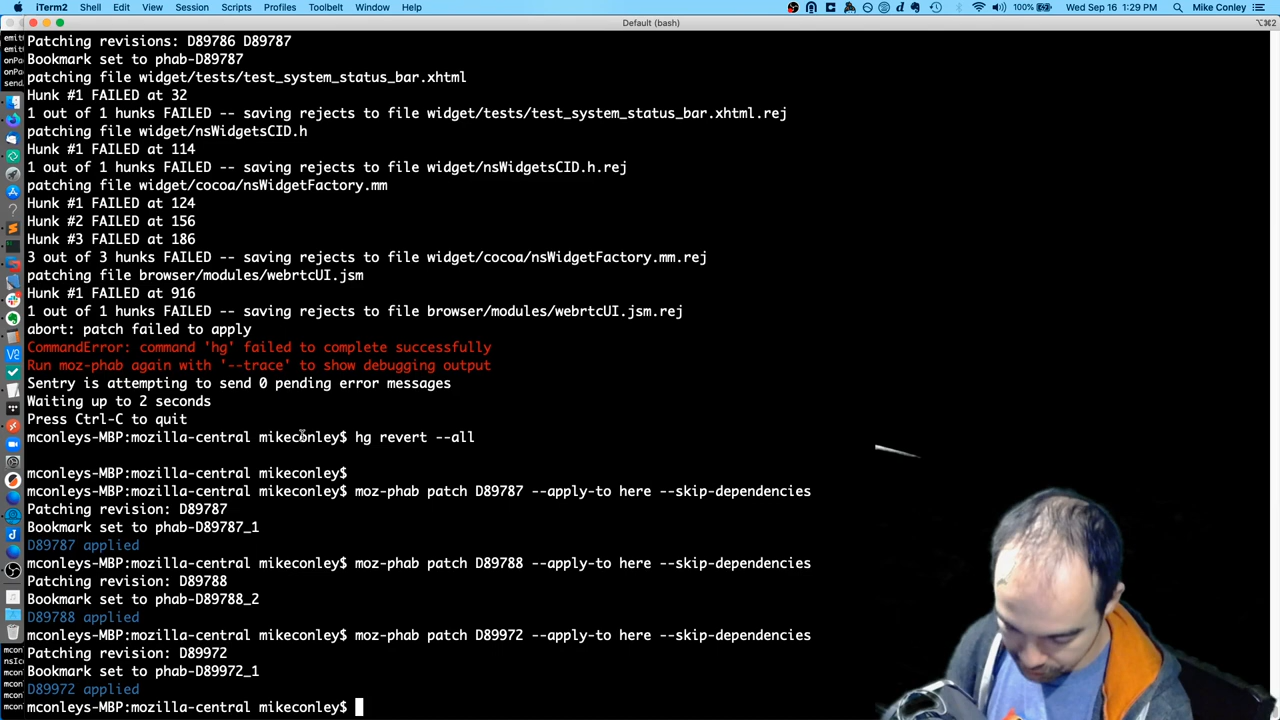 iTerm2 Shell Edit View Session Scripts Profiles Toolbelt Window Help 100% Wed Sep 16 1:29 PM Mike Conley
Default (bash) ⌥⌘2
Patching revisions: D89786 D89787
Bookmark set to phab-D89787
patching file widget/tests/test_system_status_bar.xhtml
Hunk #1 FAILED at 32
1 out of 1 hunks FAILED -- saving rejects to file widget/tests/test_system_status_bar.xhtml.rej
patching file widget/nsWidgetsCID.h
Hunk #1 FAILED at 114
1 out of 1 hunks FAILED -- saving rejects to file widget/nsWidgetsCID.h.rej
patching file widget/cocoa/nsWidgetFactory.mm
Hunk #1 FAILED at 124
Hunk #2 FAILED at 156
Hunk #3 FAILED at 186
3 out of 3 hunks FAILED -- saving rejects to file widget/cocoa/nsWidgetFactory.mm.rej
patching file browser/modules/webrtcUI.jsm
Hunk #1 FAILED at 916
1 out of 1 hunks FAILED -- saving rejects to file browser/modules/webrtcUI.jsm.rej
abort: patch failed to apply
CommandError: command 'hg' failed to complete successfully
Run moz-phab again with '--trace' to show debugging output
Sentry is attempting to send 0 pending error messages
Waiting up to 2 seconds
Press Ctrl-C to quit
mconleys-MBP:mozilla-central mikeconley$ hg revert --all
mconleys-MBP:mozilla-central mikeconley$
mconleys-MBP:mozilla-central mikeconley$ moz-phab patch D89787 --apply-to here --skip-dependencies
Patching revision: D89787
Bookmark set to phab-D89787_1
D89787 applied
mconleys-MBP:mozilla-central mikeconley$ moz-phab patch D89788 --apply-to here --skip-dependencies
Patching revision: D89788
Bookmark set to phab-D89788_2
D89788 applied
mconleys-MBP:mozilla-central mikeconley$ moz-phab patch D89972 --apply-to here --skip-dependencies
Patching revision: D89972
Bookmark set to phab-D89972_1
D89972 applied
mconleys-MBP:mozilla-central mikeconley$